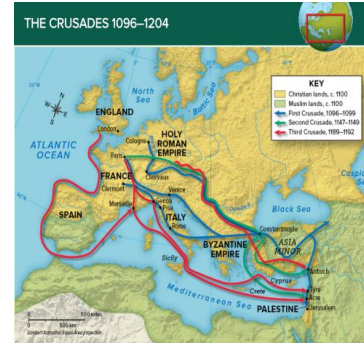 THE CRUSADES 1096–1204
KEY
Christian lands, c. 1100
Muslim lands, c. 1100
First Crusade, 1096–1099
Second Crusade, 1147–1149
Third Crusade, 1189–1192
North
Sea
Baltic Sea
ENGLAND
London
HOLY
ROMAN
EMPIRE
Cologne
ATLANTIC
OCEAN
Paris
Clairvaux
FRANCE
Clermont
Venice
Genoa
Pisa
Marseille
SPAIN
ITALY
Rome
Danube R.
Black Sea
Constantinople
BYZANTINE
EMPIRE
ASIA
MINOR
Sicily
Antioch
Cyprus
Crete
Mediterranean Sea
Tyre
Acre
Jerusalem
PALESTINE
500 miles
500 km